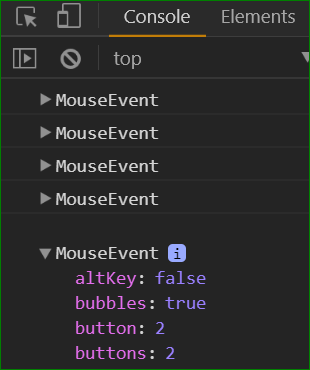 Console Elements
top
MouseEvent
MouseEvent
MouseEvent
MouseEvent
MouseEvent i
altKey: false
bubbles: true
button: 2
buttons: 2